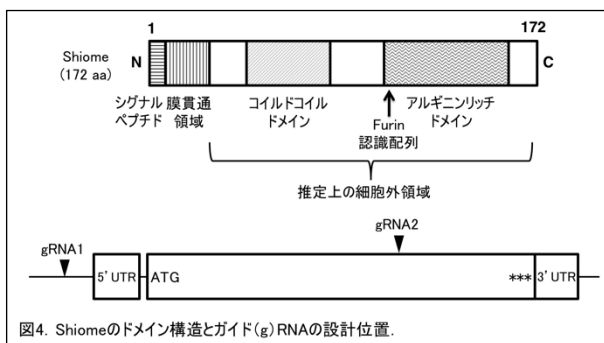 1 172
Shiome
(172 aa)
N C
シグナル
ペプチド
膜貫通
領域
コイルドコイル
ドメイン
Furin
認識配列
アルギニンリッチ
ドメイン
推定上の細胞外領域
gRNA1 gRNA2
5' UTR ATG *** 3' UTR
図4. Shiomeのドメイン構造とガイド(g)RNAの設計位置.